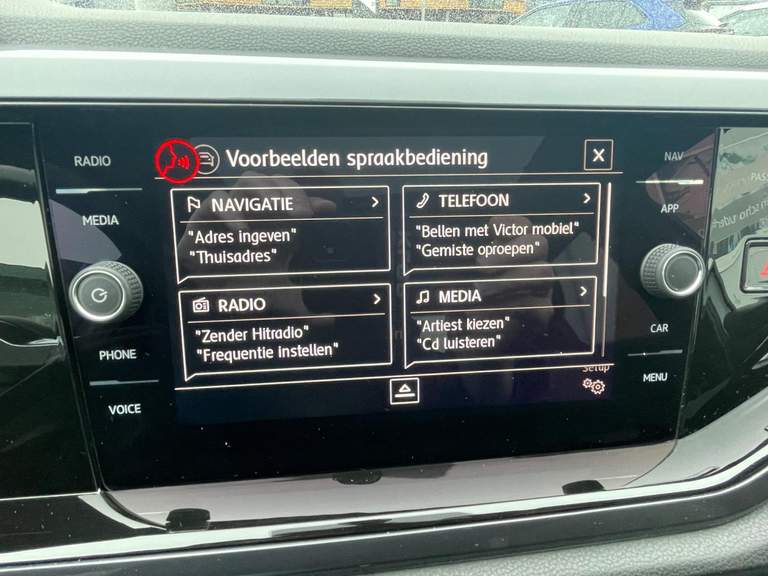 RADIO
MEDIA
PHONE
VOICE
Voorbeelden spraakbediening
X
NAVIGATIE
"Adres ingeven"
"Thuisadres"
TELEFOON
"Bellen met Victor mobiel"
"Gemiste oproepen"
RADIO
"Zender Hitradio"
"Frequentie instellen"
MEDIA
"Artiest kiezen"
"Cd luisteren"
Setup
NAV
APP
CAR
MENU